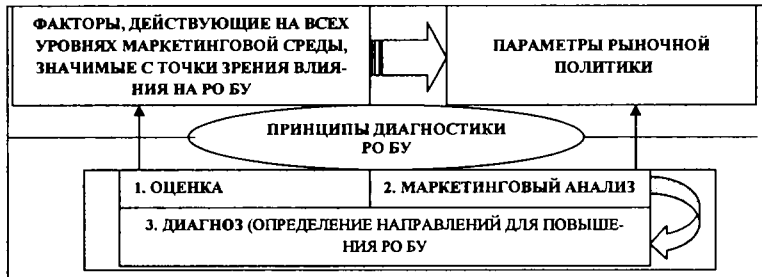 ФАКТОРЫ, ДЕЙСТВУЮЩИЕ НА ВСЕХ
УРОВНЯХ МАРКЕТИНГОВОЙ СРЕДЫ,
ЗНАЧИМЫЕ С ТОЧКИ ЗРЕНИЯ ВЛИЯ-
НИЯ НА РО БУ
ПАРАМЕТРЫ РЫНОЧНОЙ
ПОЛИТИКИ
ПРИНЦИПЫ ДИАГНОСТИКИ
РО БУ
1. ОЦЕНКА
2. МАРКЕТИНГОВЫЙ АНАЛИЗ
3. ДИАГНОЗ (ОПРЕДЕЛЕНИЕ НАПРАВЛЕНИЙ ДЛЯ ПОВЫШЕ-
НИЯ РО БУ